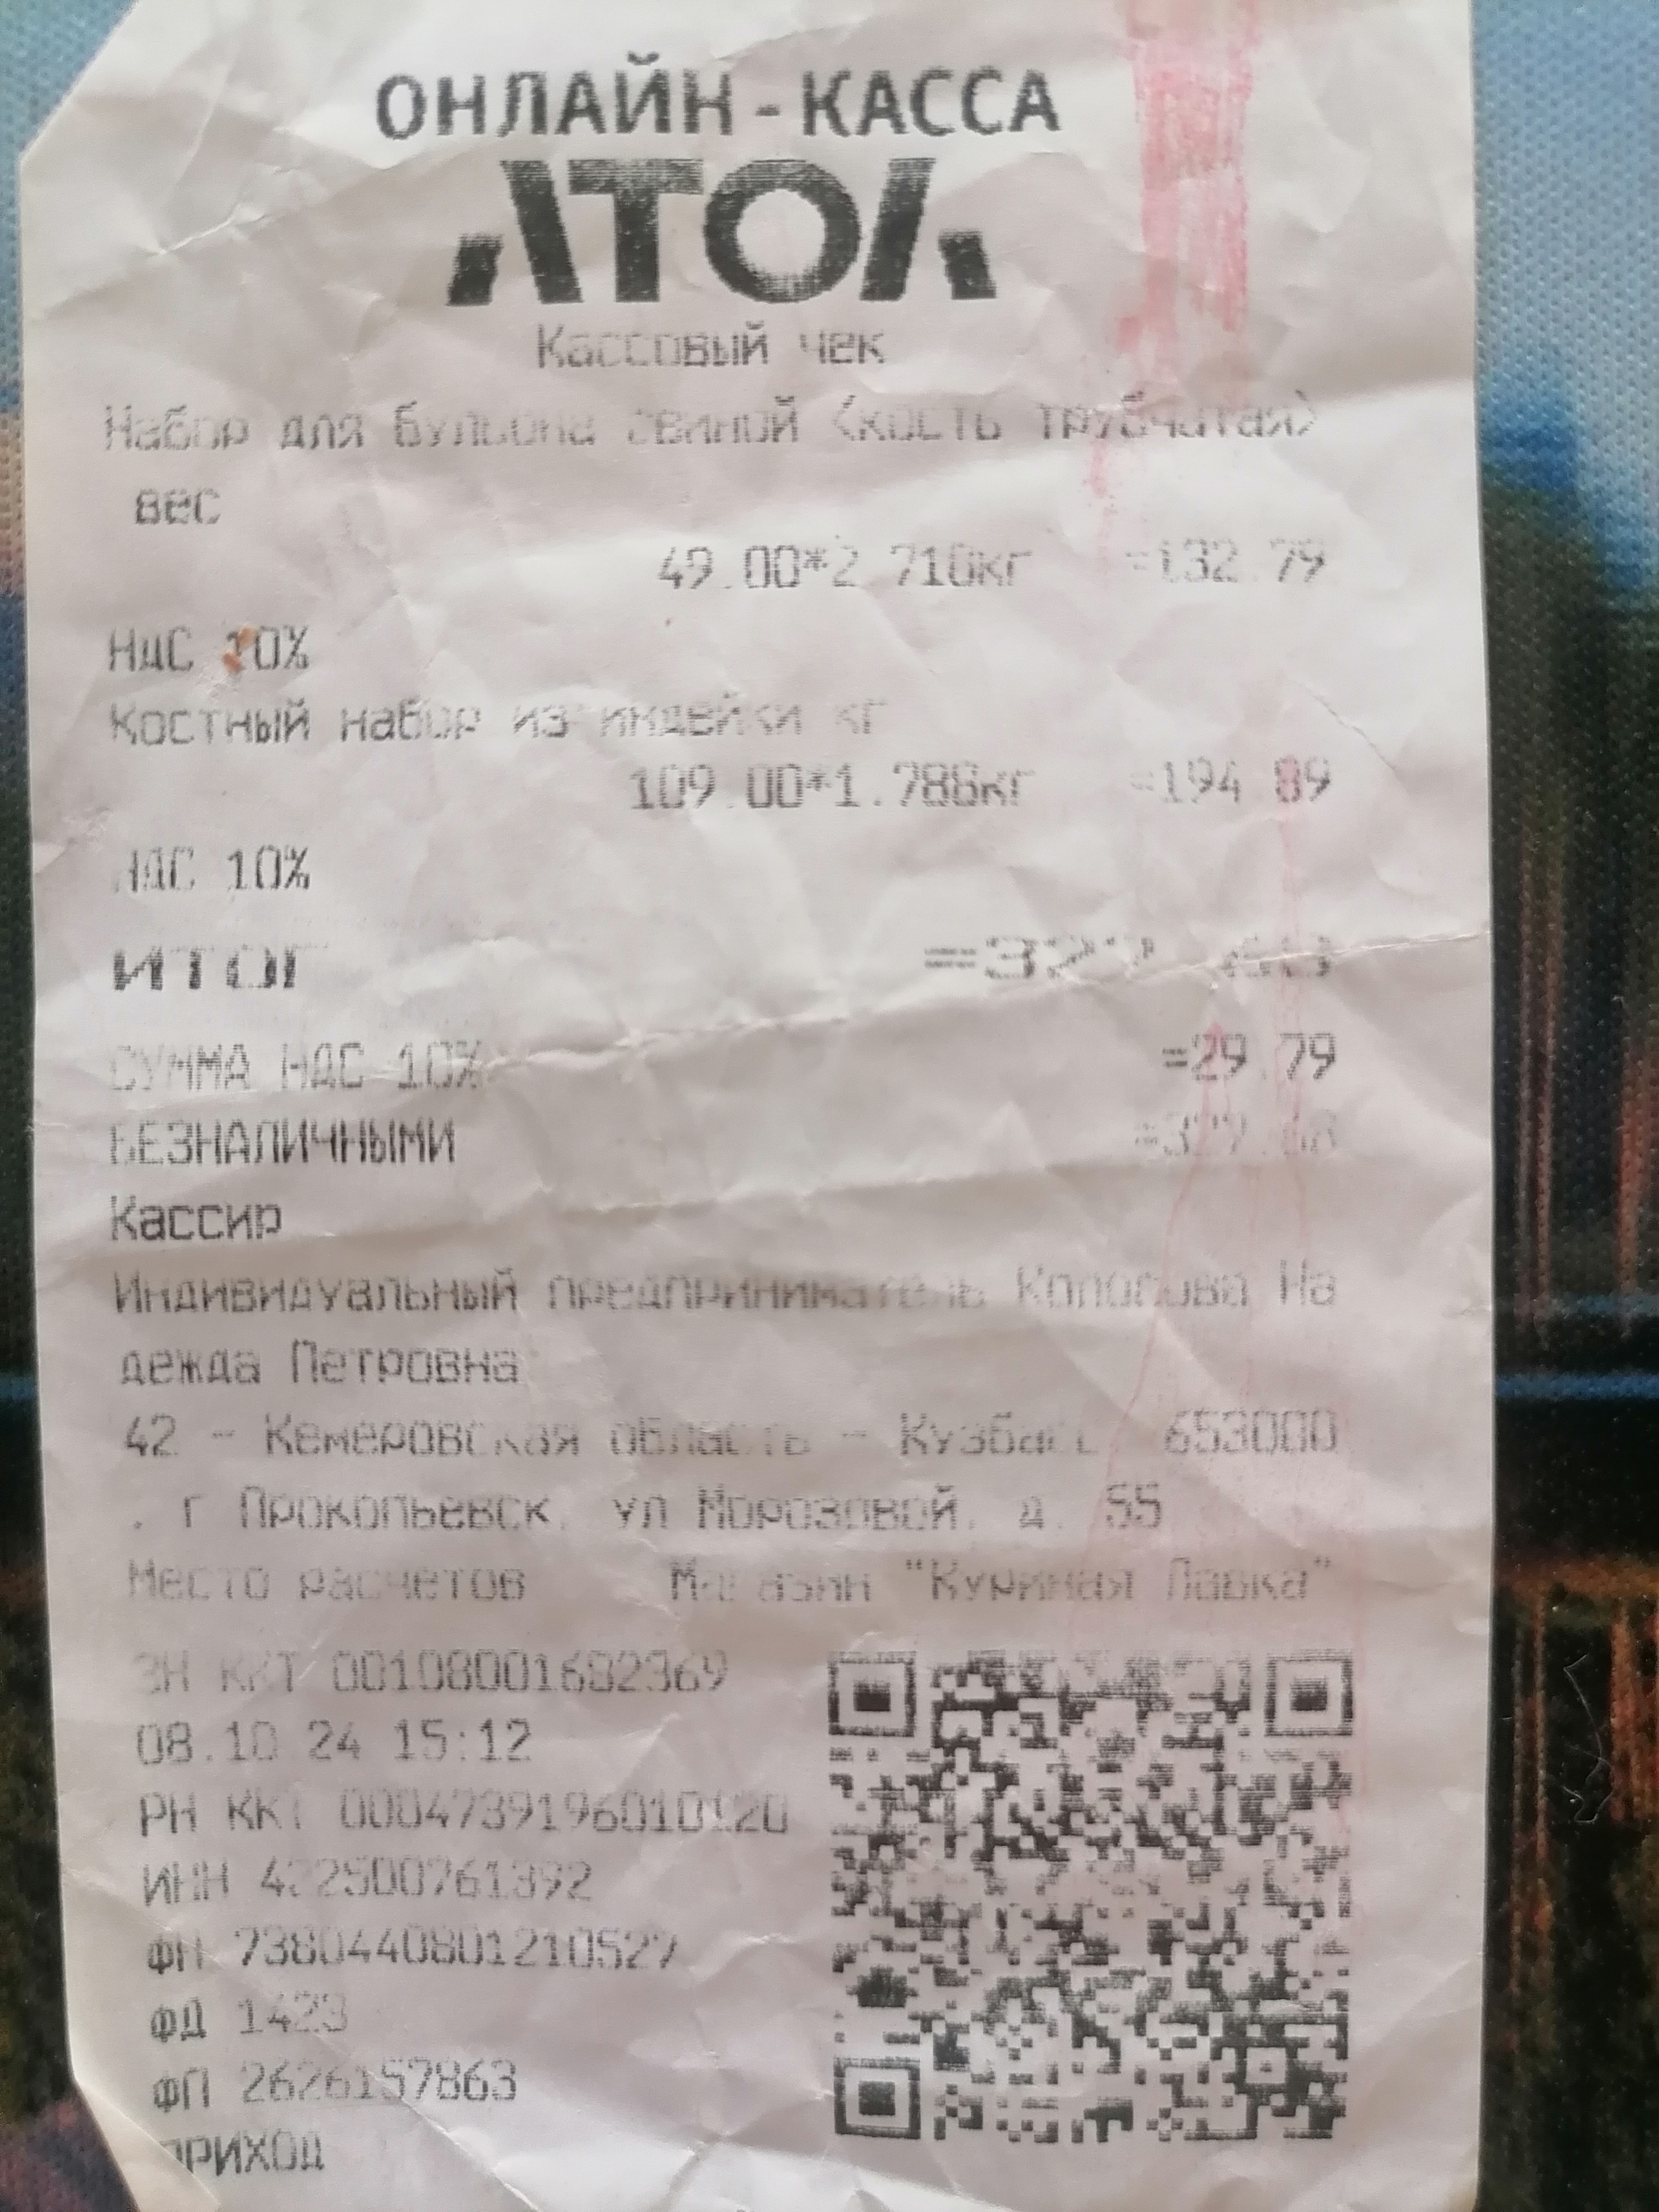 ОНЛАЙН-КАССА
АТОЛ
Кассовый чек
Набор для бульона свиной <кость трубчатая>
вес
49.00*2.710кг =132.79
НДС 10%
Костный набор из индейки кг
109.00*1.788кг =194.89
НДС 10%
ИТОГ =327.68
СУММА НДС 10% =29.79
БЕЗНАЛИЧНЫМИ =327.68
Кассир
Индивидуальный предприниматель Колосова На
дежда Петровна
42 - Кемеровская область - Кузбасс, 653000
, г Прокопьевск, ул Морозовой, д. 55
Место расчетов Магазин "Куриная Лавка"
ЗН ККТ 00108001682369
08.10.24 15:12
РН ККТ
ИНН
ФН 7380440801210527
ФД 1423
ФП 2626157863
ПРИХОД